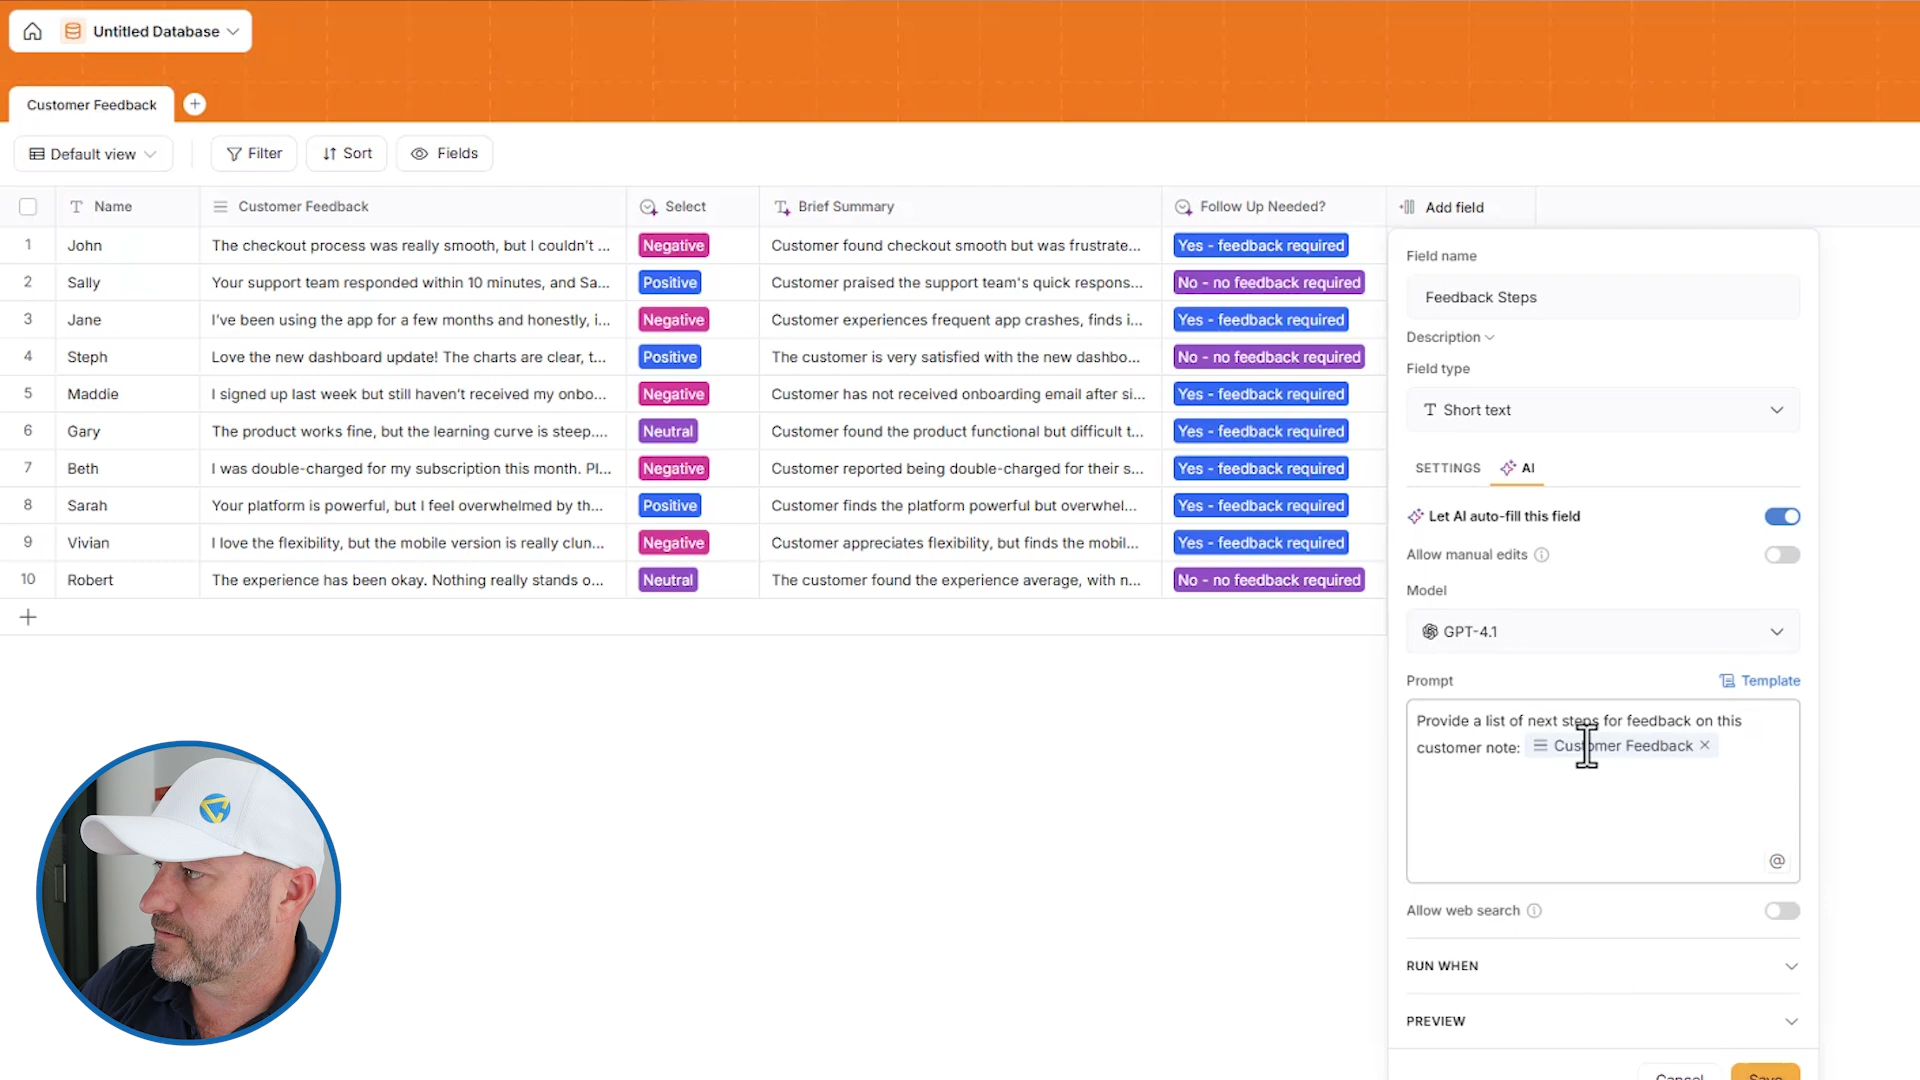 Untitled Database
Customer Feedback
Default view
Filter
Sort
Fields
Name
Customer Feedback
Select
Brief Summary
Follow Up Needed?
Add field
1 John The checkout process was really smooth, but I couldn't ... Negative Customer found checkout smooth but was frustrate... Yes - feedback required
2 Sally Your support team responded within 10 minutes, and Sa... Positive Customer praised the support team's quick respons... No - no feedback required
3 Jane I've been using the app for a few months and honestly, i... Negative Customer experiences frequent app crashes, finds i... Yes - feedback required
4 Steph Love the new dashboard update! The charts are clear, t... Positive The customer is very satisfied with the new dashbo... No - no feedback required
5 Maddie I signed up last week but still haven't received my onbo... Negative Customer has not received onboarding email after si... Yes - feedback required
6 Gary The product works fine, but the learning curve is steep.... Neutral Customer found the product functional but difficult t... Yes - feedback required
7 Beth I was double-charged for my subscription this month. Pl... Negative Customer reported being double-charged for their s... Yes - feedback required
8 Sarah Your platform is powerful, but I feel overwhelmed by th... Positive Customer finds the platform powerful but overwhel... Yes - feedback required
9 Vivian I love the flexibility, but the mobile version is really clun... Negative Customer appreciates flexibility, but finds the mobil... Yes - feedback required
10 Robert The experience has been okay. Nothing really stands o... Neutral The customer found the experience average, with n... No - no feedback required
Field name
Feedback Steps
Description
Field type
Short text
SETTINGS
AI
Let AI auto-fill this field
Allow manual edits
Model
GPT-4.1
Prompt
Template
Provide a list of next steps for feedback on this
customer note: Customer Feedback
@
Allow web search
RUN WHEN
PREVIEW
Cancel
Save